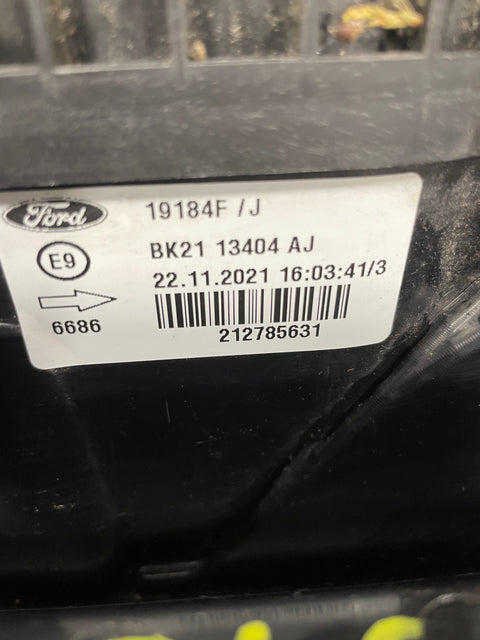 Ford
19184F /J
E9
BK21 13404 AJ
22.11.2021 16:03:41/3
6686
212785631